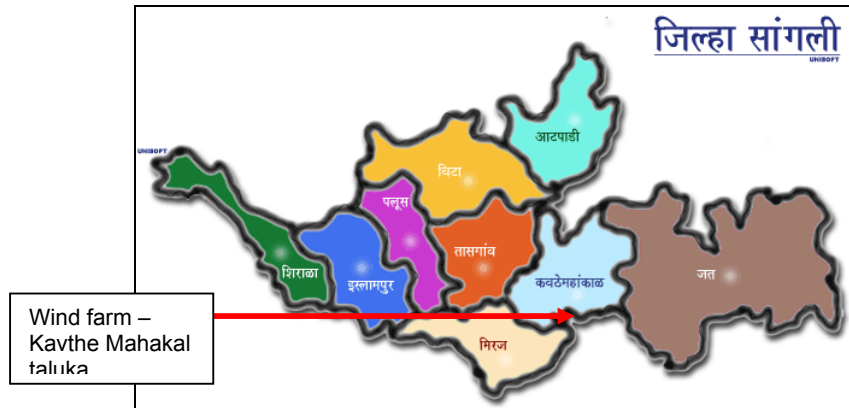 जिल्हा सांगली
UNISOFT
आटपाडी
UNISOFT
विटा
पलूस
तासगांव
शिराळा
इस्लामपुर
कवठेमहांकाळ
जत
Wind farm –
Kavthe Mahakal
taluka
मिरज